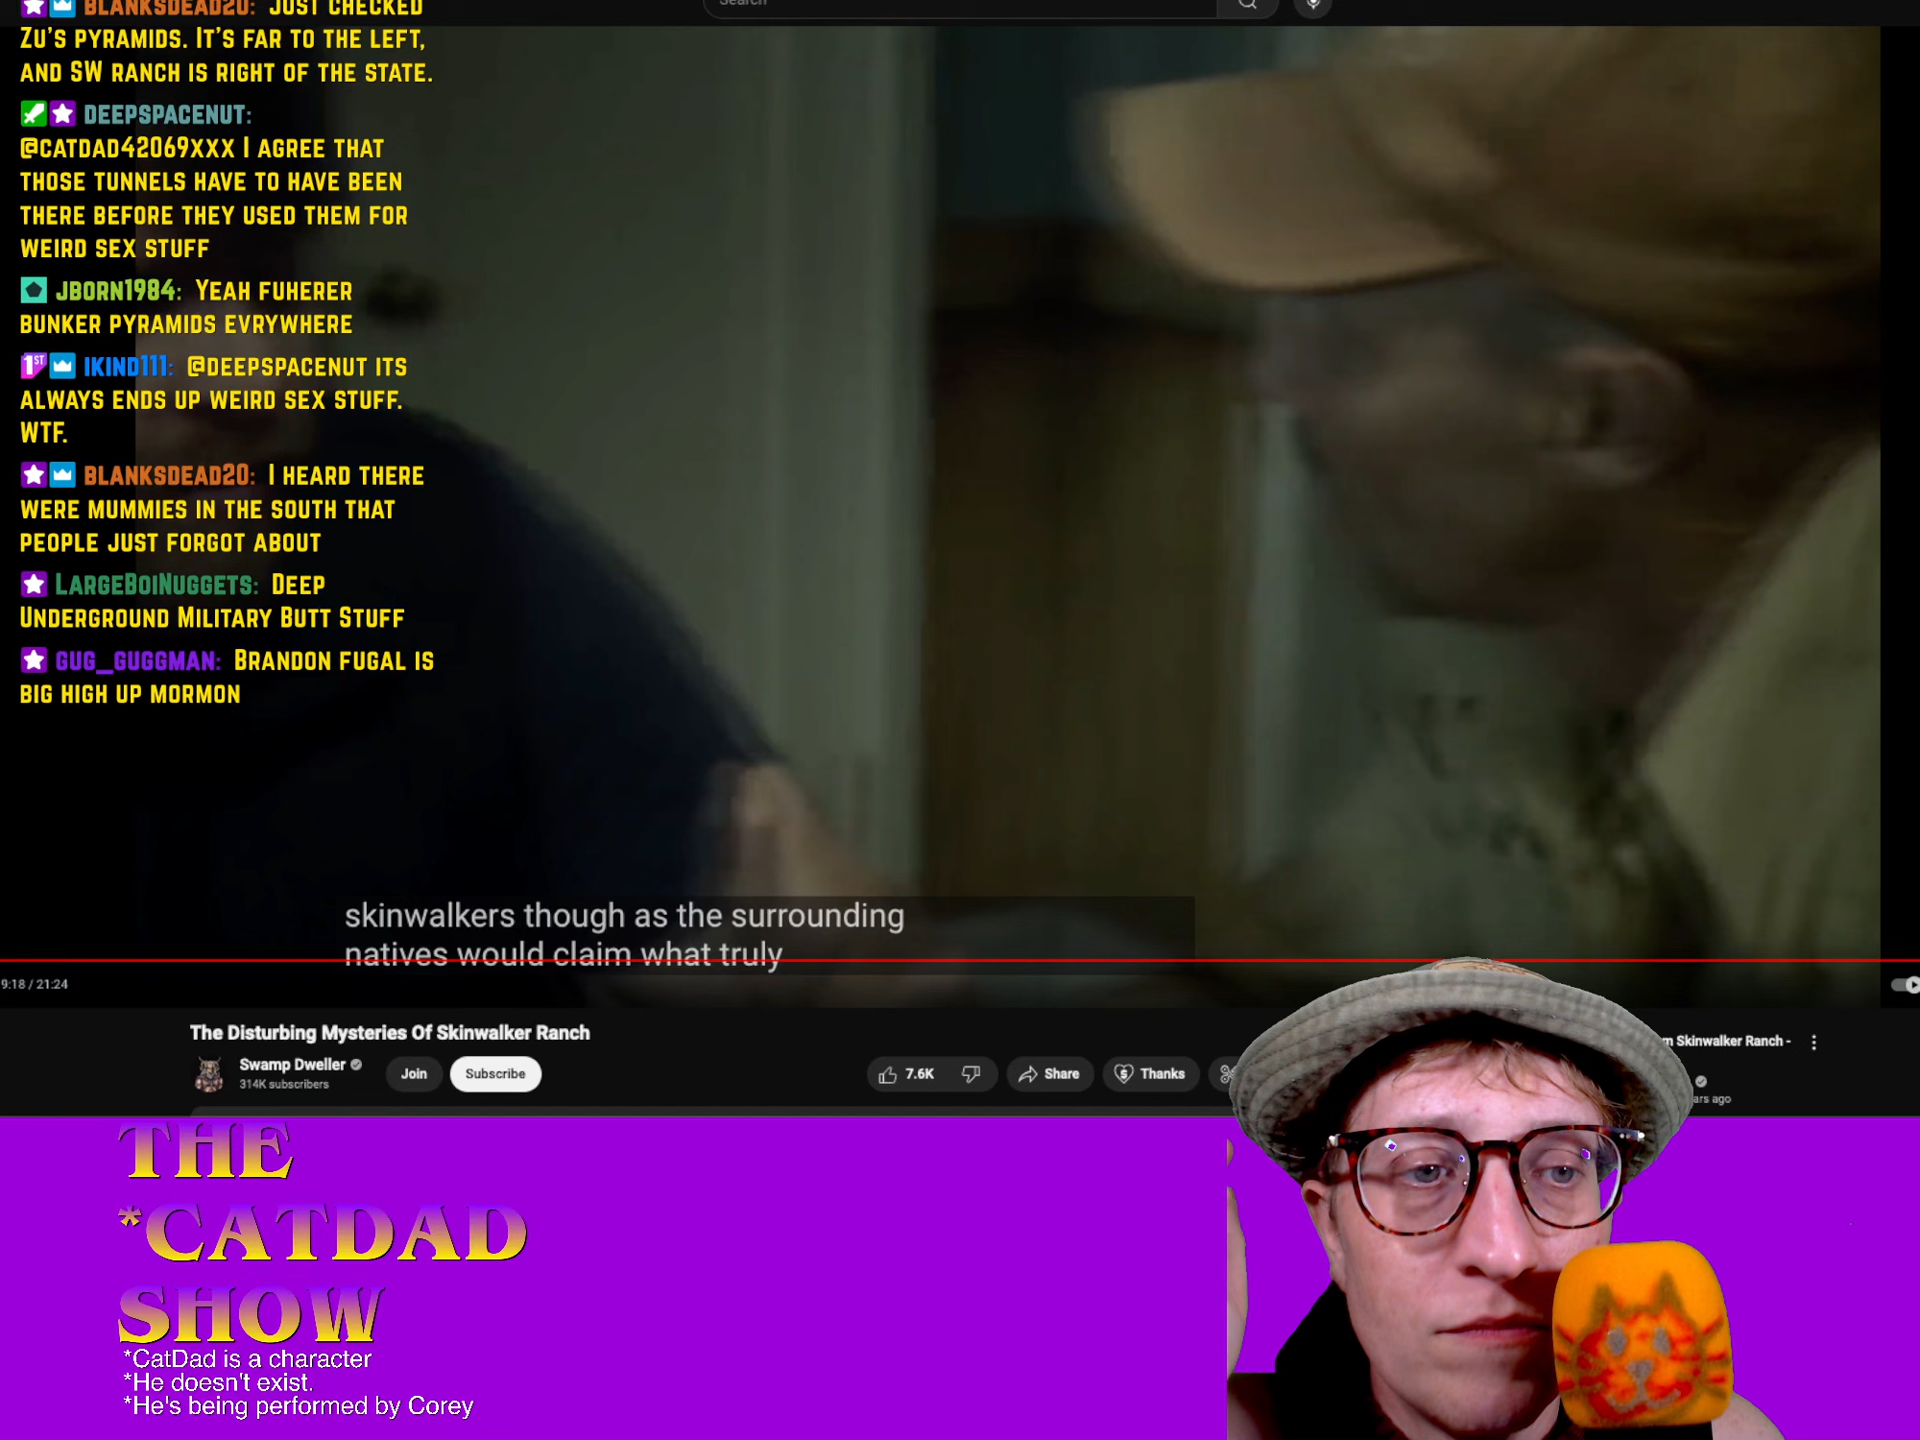 BLANKSDEAD20: JUST CHECKED
ZU'S PYRAMIDS. IT'S FAR TO THE LEFT,
AND SW RANCH IS RIGHT OF THE STATE.
DEEPSPACENUT:
@CATDAD42069XXX I AGREE THAT
THOSE TUNNELS HAVE TO HAVE BEEN
THERE BEFORE THEY USED THEM FOR
WEIRD SEX STUFF
JBORN1984: YEAH FUHERER
BUNKER PYRAMIDS EVRYWHERE
1ST IKIND111: @DEEPSPACENUT ITS
ALWAYS ENDS UP WEIRD SEX STUFF.
WTF.
BLANKSDEAD20: I HEARD THERE
WERE MUMMIES IN THE SOUTH THAT
PEOPLE JUST FORGOT ABOUT
LARGEBOINUGGETS: DEEP
UNDERGROUND MILITARY BUTT STUFF
GUG_GUGGMAN: BRANDON FUGAL IS
BIG HIGH UP MORMON
Search
skinwalkers though as the surrounding
natives would claim what truly
9:18 / 21:24
The Disturbing Mysteries Of Skinwalker Ranch
Swamp Dweller
314K subscribers
Join
Subscribe
7.6K
Share
Thanks
m Skinwalker Ranch -
ars ago
THE
*CATDAD
SHOW
*CatDad is a character
*He doesn't exist.
*He's being performed by Corey